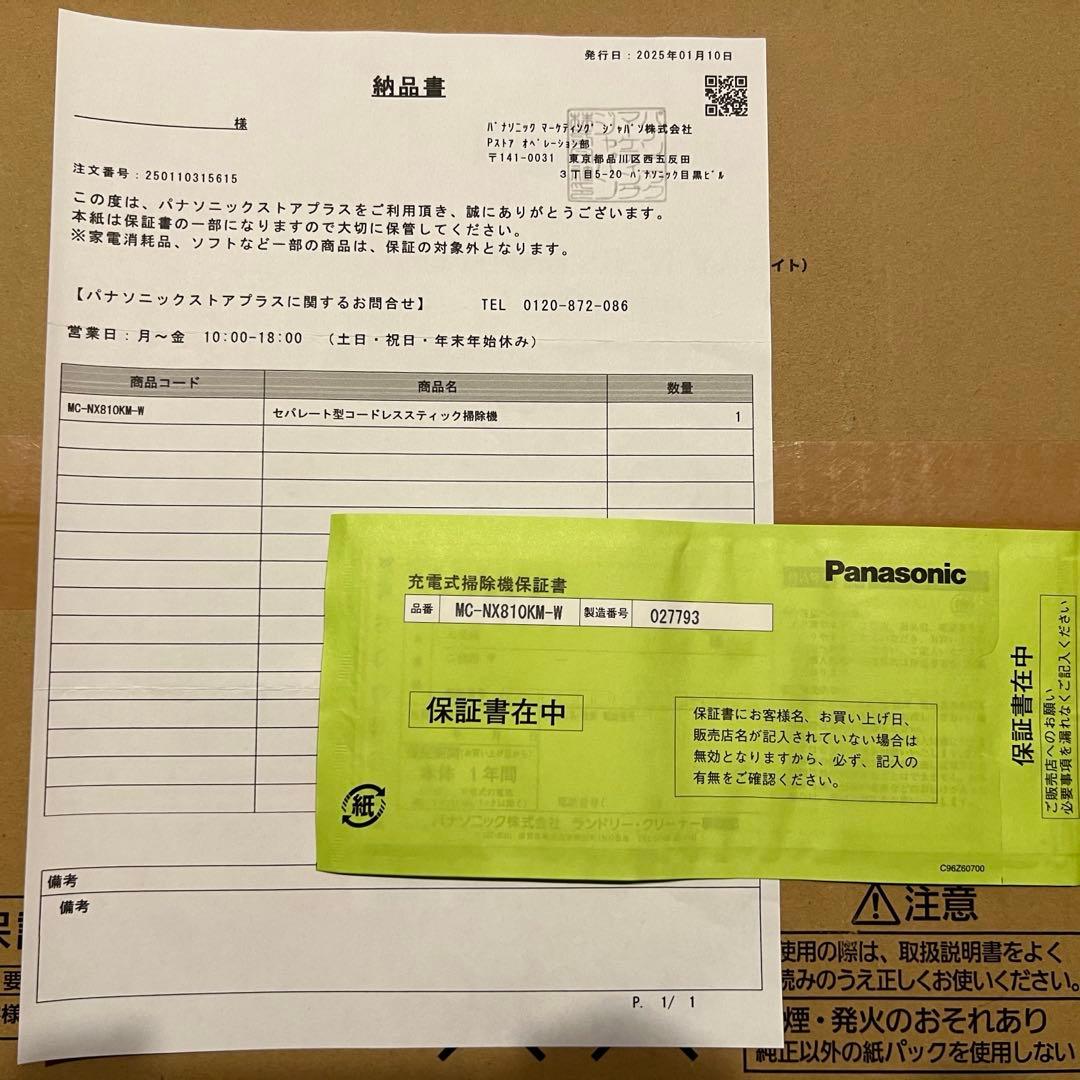 発行日:2025年01月10日
納品書
様
パナソニック マーケティング ジャパン株式会社
Pストア オペレーション部
〒141-0031 東京都品川区西五反田
3丁目5-20 パナソニック目黒ビル
注文番号:250110315615
この度は、パナソニックストアプラスをご利用頂き、誠にありがとうございます。
本紙は保証書の一部になりますので大切に保管してください。
※家電消耗品、ソフトなど一部の商品は、保証の対象外となります。
イト)
【パナソニックストアプラスに関するお問合せ】 TEL 0120-872-086
営業日:月〜金 10:00-18:00 (土日・祝日・年末年始休み)
商品コード 商品名 数量
MC-NX810KM-W セパレート型コードレススティック掃除機 1
Panasonic
充電式掃除機保証書
品番 MC-NX810KM-W 製造番号 027793
保証書在中
保証書にお客様名、お買い上げ日、
販売店名が記入されていない場合は
無効となりますから、必ず、記入の
有無をご確認ください。
保証書在中
ご販売店へのお願い
必要事項を漏れなくご記入ください
本体 1年間
紙
パナソニック株式会社 ランドリー・クリーナー
C96Z60700
備考
備考
P. 1/ 1
注意
使用の際は、取扱説明書をよく
読みのうえ正しくお使いください。
煙・発火のおそれあり
純正以外の紙パックを使用しない